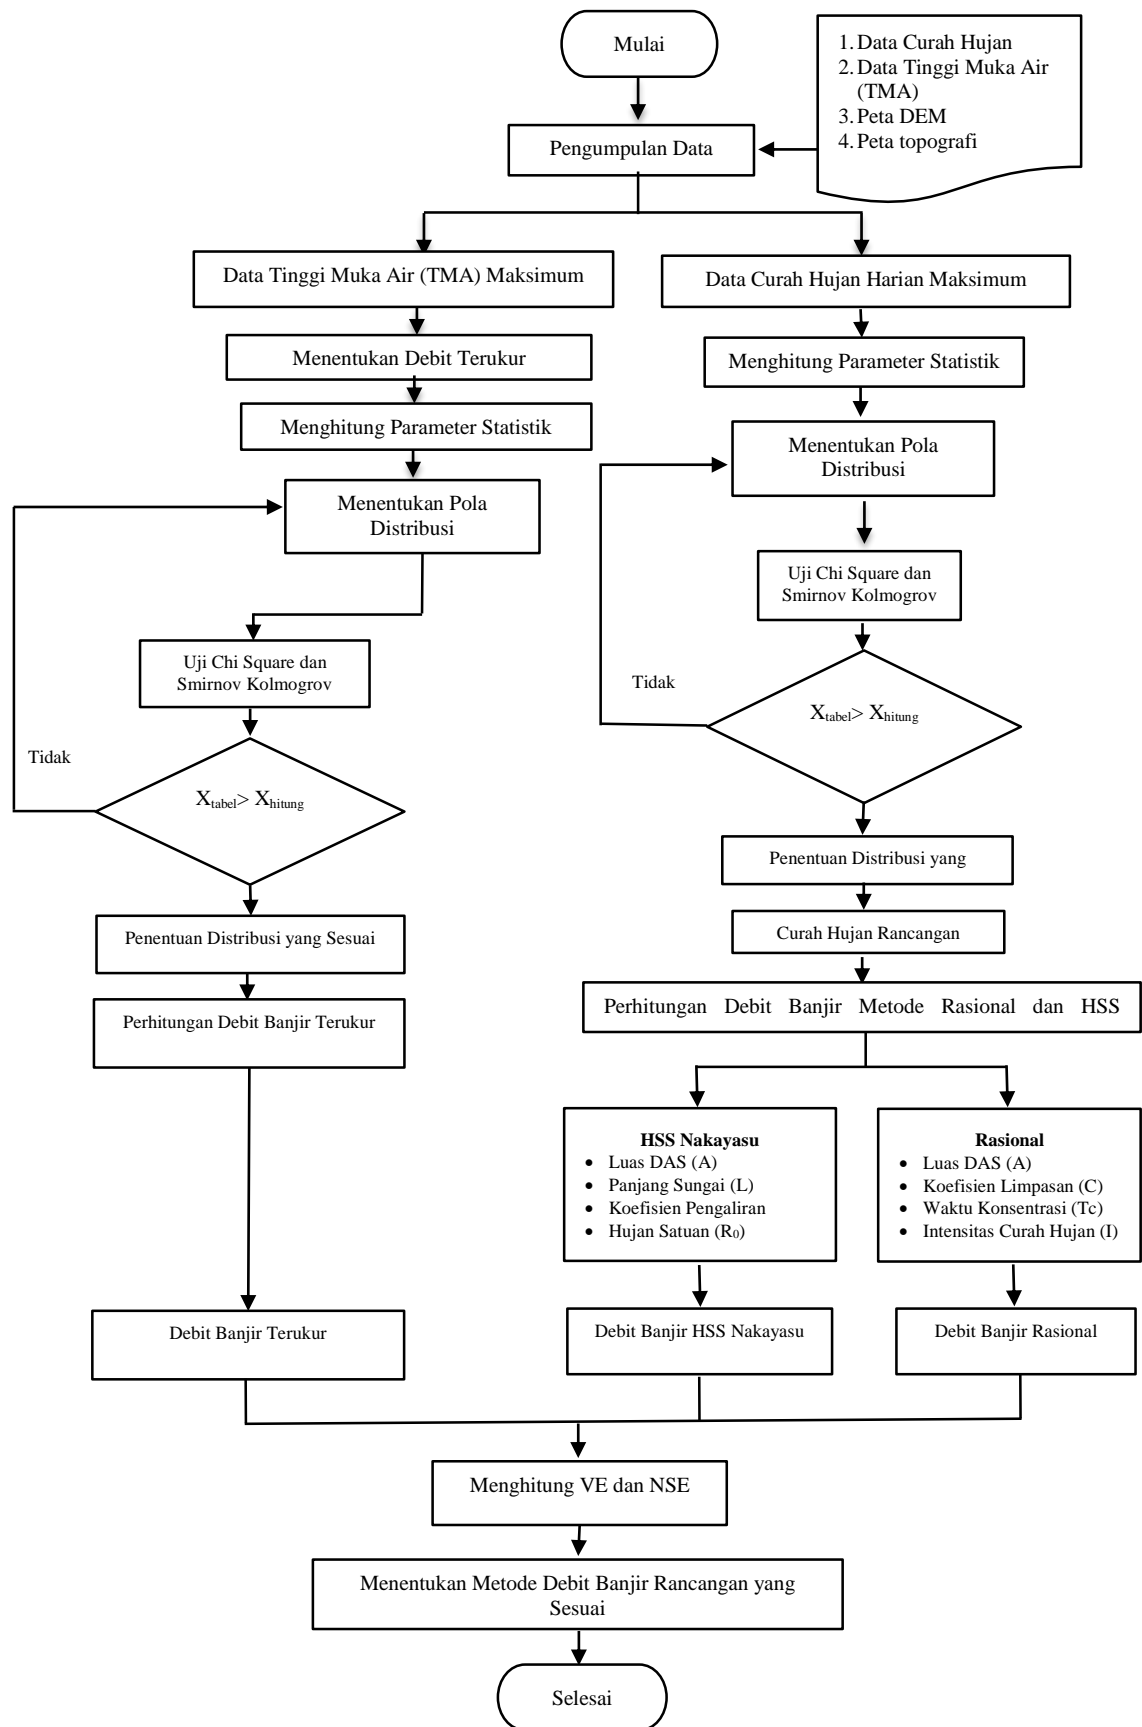 Mulai
1. Data Curah Hujan
2. Data Tinggi Muka Air
(TMA)
3. Peta DEM
4. Peta topografi
Pengumpulan Data
Data Tinggi Muka Air (TMA) Maksimum
Menentukan Debit Terukur
Menghitung Parameter Statistik
Menentukan Pola
Distribusi
Uji Chi Square dan
Smirnov Kolmogrov
Tidak
Xtabel> Xhitung
Penentuan Distribusi yang Sesuai
Perhitungan Debit Banjir Terukur
Debit Banjir Terukur
Data Curah Hujan Harian Maksimum
Menghitung Parameter Statistik
Menentukan Pola
Distribusi
Uji Chi Square dan
Smirnov Kolmogrov
Tidak
Xtabel> Xhitung
Penentuan Distribusi yang
Curah Hujan Rancangan
Perhitungan Debit Banjir Metode Rasional dan HSS
HSS Nakayasu
• Luas DAS (A)
• Panjang Sungai (L)
• Koefisien Pengaliran
• Hujan Satuan (R0)
Debit Banjir HSS Nakayasu
Rasional
• Luas DAS (A)
• Koefisien Limpasan (C)
• Waktu Konsentrasi (Tc)
• Intensitas Curah Hujan (I)
Debit Banjir Rasional
Menghitung VE dan NSE
Menentukan Metode Debit Banjir Rancangan yang
Sesuai
Selesai